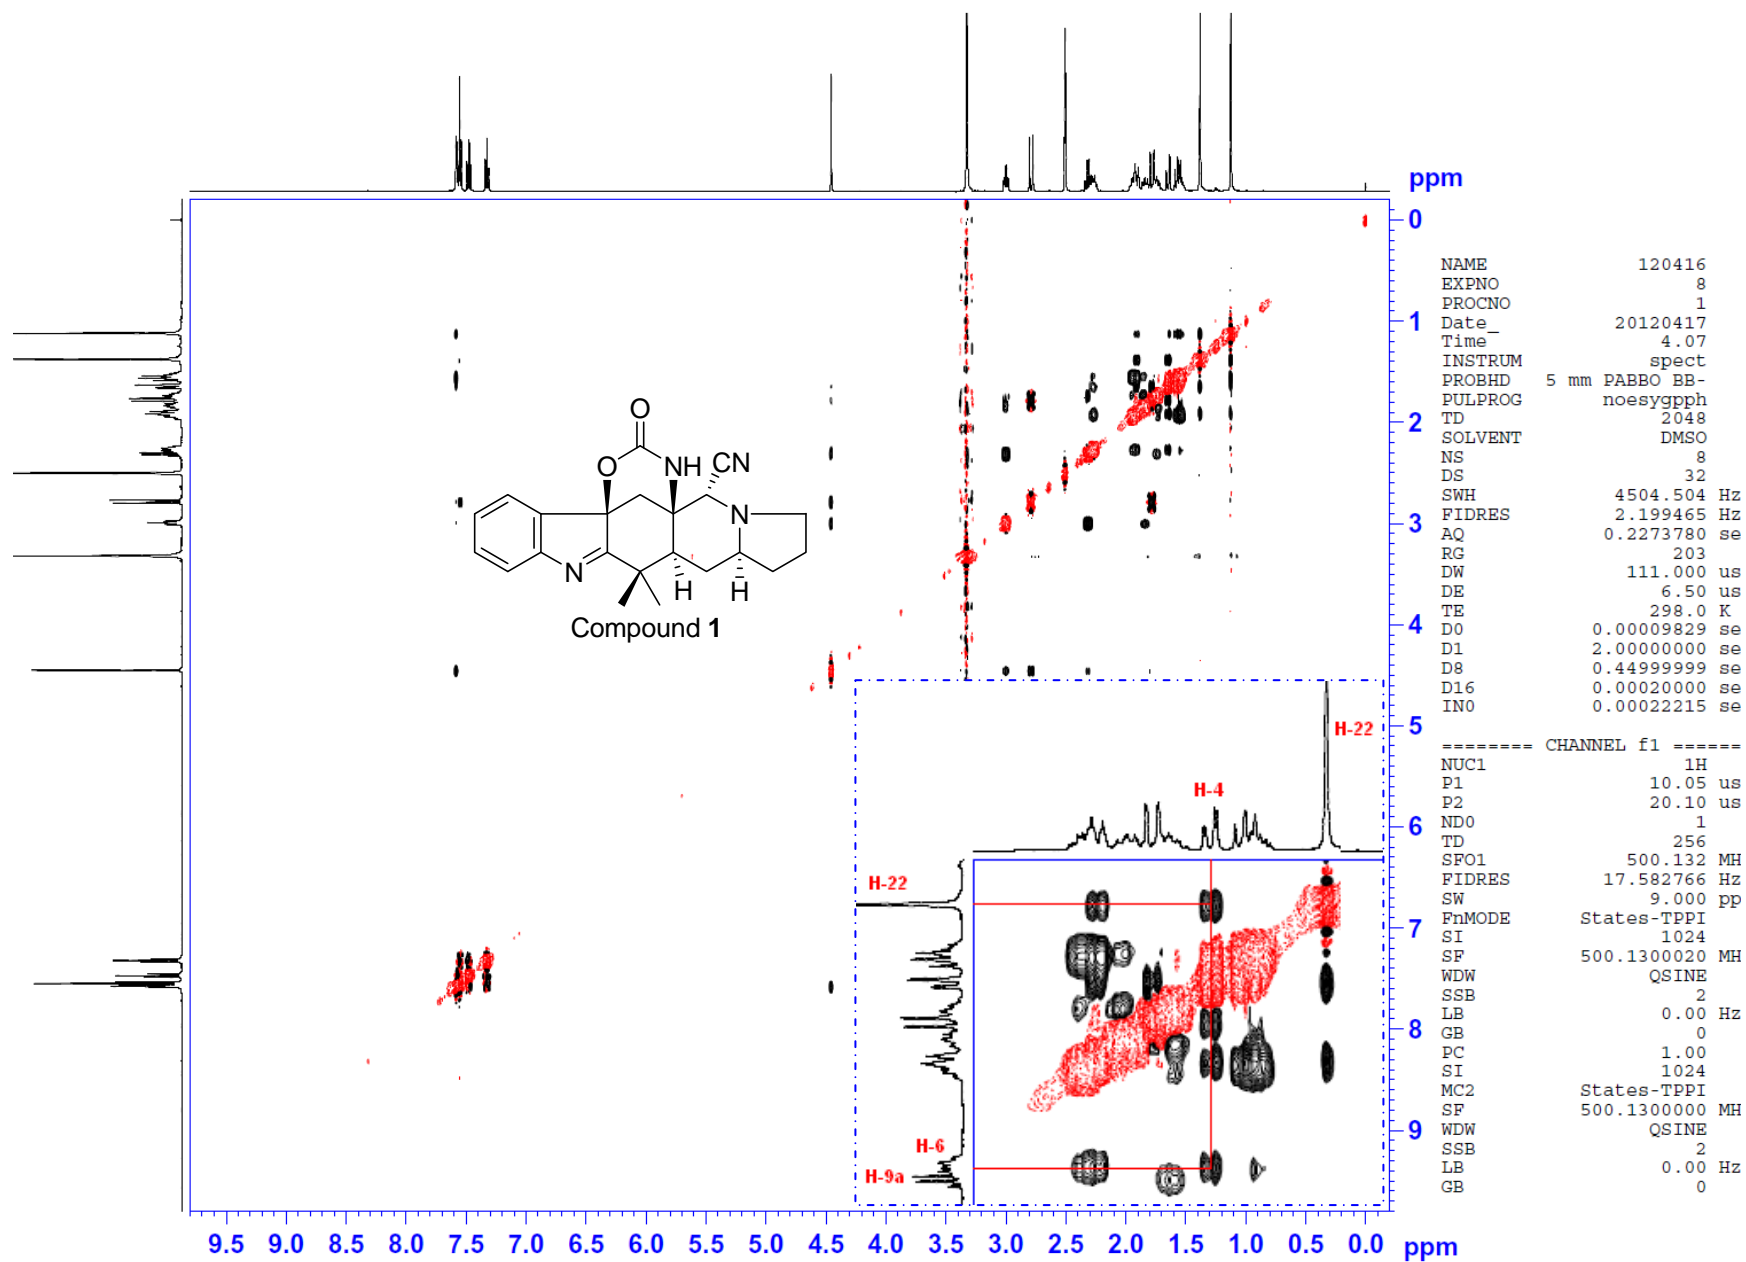 ppm
0
1
2
3
4
5
6
7
8
9
9.5 9.0 8.5 8.0 7.5 7.0 6.5 6.0 5.5 5.0 4.5 4.0 3.5 3.0 2.5 2.0 1.5 1.0 0.5 0.0 ppm
O
O
NH
CN
N
N
H
H
Compound 1
H-22
H-4
H-22
H-6
H-9a
NAME 120416
EXPNO 8
PROCNO 1
Date_ 20120417
Time 4.07
INSTRUM spect
PROBHD 5 mm PABBO BB-
PULPROG noesygpph
TD 2048
SOLVENT DMSO
NS 8
DS 32
SWH 4504.504 Hz
FIDRES 2.199465 Hz
AQ 0.2273780 se
RG 203
DW 111.000 us
DE 6.50 us
TE 298.0 K
D0 0.00009829 se
D1 2.00000000 se
D8 0.44999999 se
D16 0.00020000 se
IN0 0.00022215 se
======== CHANNEL f1 ======
NUC1 1H
P1 10.05 us
P2 20.10 us
ND0 1
TD 256
SFO1 500.132 MH
FIDRES 17.582766 Hz
SW 9.000 pp
FnMODE States-TPPI
SI 1024
SF 500.1300020 MH
WDW QSINE
SSB 2
LB 0.00 Hz
GB 0
PC 1.00
SI 1024
MC2 States-TPPI
SF 500.1300000 MH
WDW QSINE
SSB 2
LB 0.00 Hz
GB 0